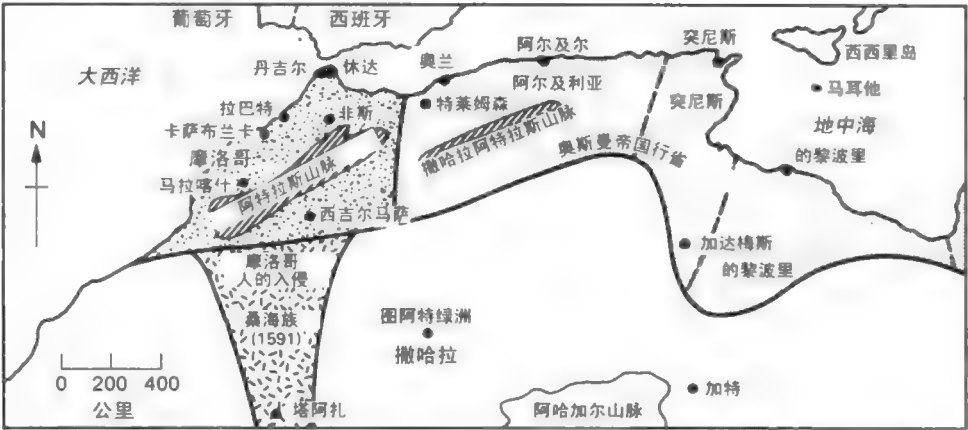 葡萄牙
西班牙
大西洋
丹吉尔
休达
奥兰
阿尔及尔
突尼斯
西西里岛
阿尔及利亚
特莱姆森
突尼斯
马耳他
拉巴特
非斯
卡萨布兰卡
地中海
N
摩洛哥
撒哈拉阿特拉斯山脉
奥斯曼帝国行省
的黎波里
马拉喀什
阿特拉斯山脉
西吉尔马萨
加达梅斯
的黎波里
摩洛哥
人的入侵
桑海族
(1591)
图阿特绿洲
撒哈拉
0 200 400
公里
塔阿扎
阿哈加尔山脉
加特